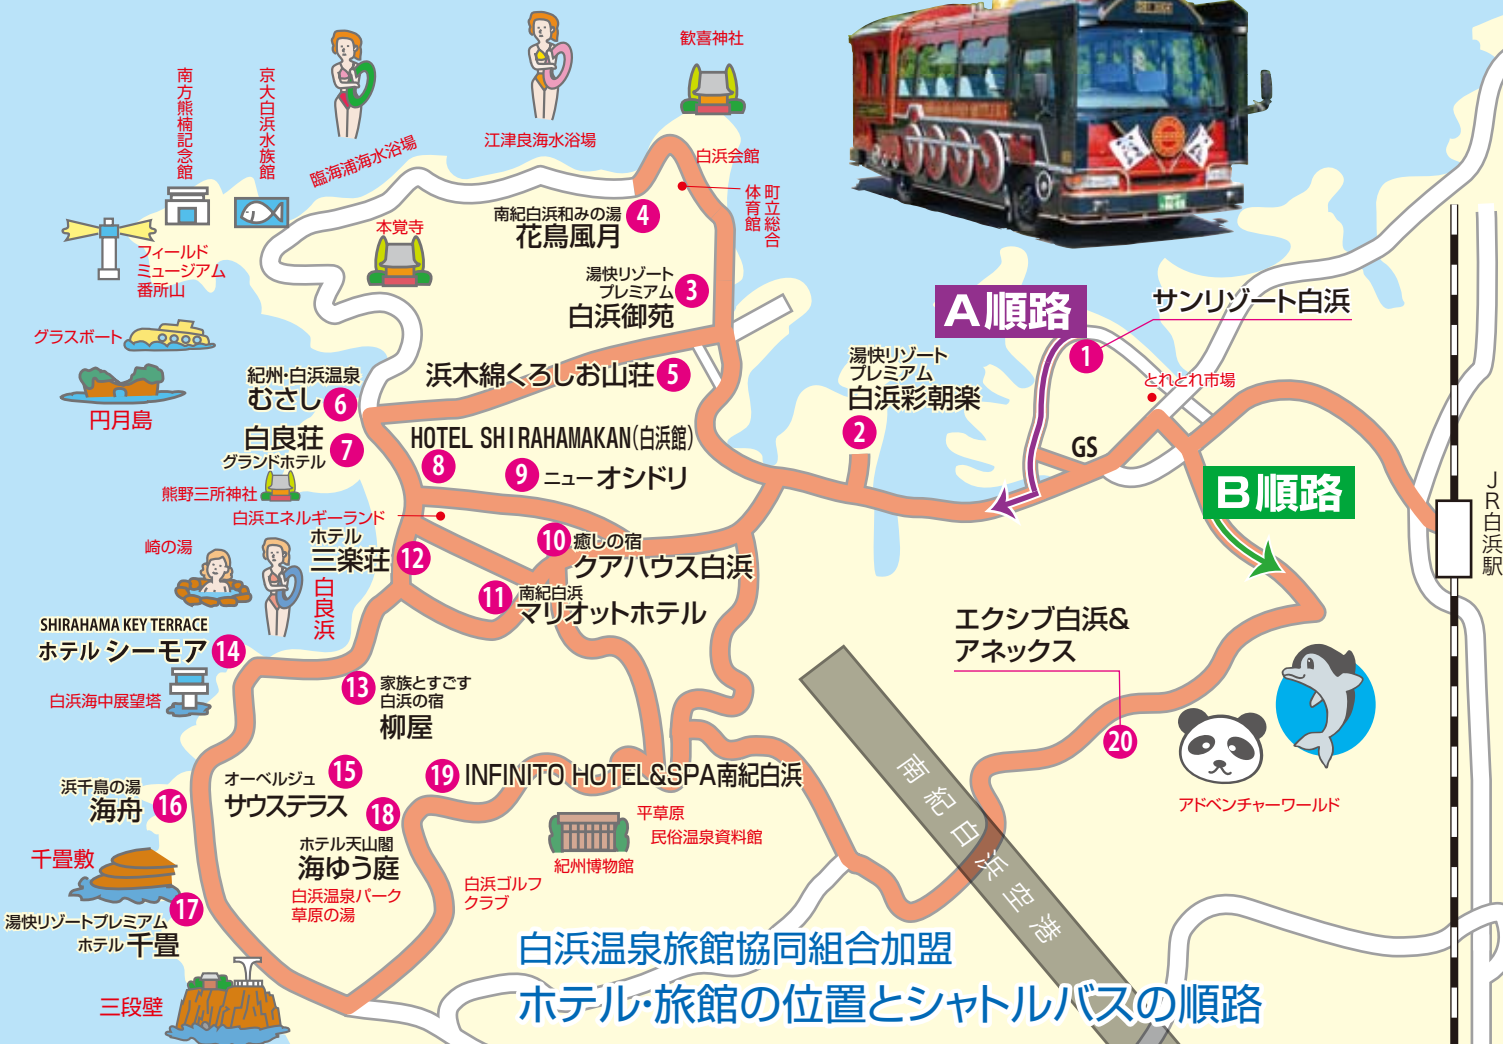 歓喜神社
南方熊楠記念館
京大白浜水族館
臨海浦海水浴場
江津良海水浴場
白浜会館
町立総合
体育館
本覚寺
南紀白浜和みの湯
花鳥風月
4
フィールド
ミュージアム
番所山
湯快リゾート
プレミアム
白浜御苑
3
A順路
サンリゾート白浜
1
グラスボート
円月島
紀州・白浜温泉
むさし
6
浜木綿くろしお山荘
5
湯快リゾート
プレミアム
白浜彩朝楽
2
とれとれ市場
GS
白良荘
グランドホテル
7
HOTEL SHIRAHAMAKAN(白浜館)
8
9
ニューオシドリ
B順路
JR白浜駅
熊野三所神社
白浜エネルギーランド
崎の湯
ホテル
三楽荘
12
10
癒しの宿
クアハウス白浜
11
南紀白浜
マリオットホテル
白良浜
SHIRAHAMA KEY TERRACE
ホテル シーモア
14
エクシブ白浜&
アネックス
20
白浜海中展望塔
13
家族とすごす
白浜の宿
柳屋
浜千鳥の湯
海舟
16
オーベルジュ
サウステラス
15
19
INFINITO HOTEL&SPA南紀白浜
18
ホテル天山閣
海ゆう庭
白浜温泉パーク
草原の湯
平草原
民俗温泉資料館
紀州博物館
白浜ゴルフ
クラブ
アドベンチャーワールド
南紀白浜空港
千畳敷
17
湯快リゾートプレミアム
ホテル千畳
三段壁
白浜温泉旅館協同組合加盟
ホテル・旅館の位置とシャトルバスの順路